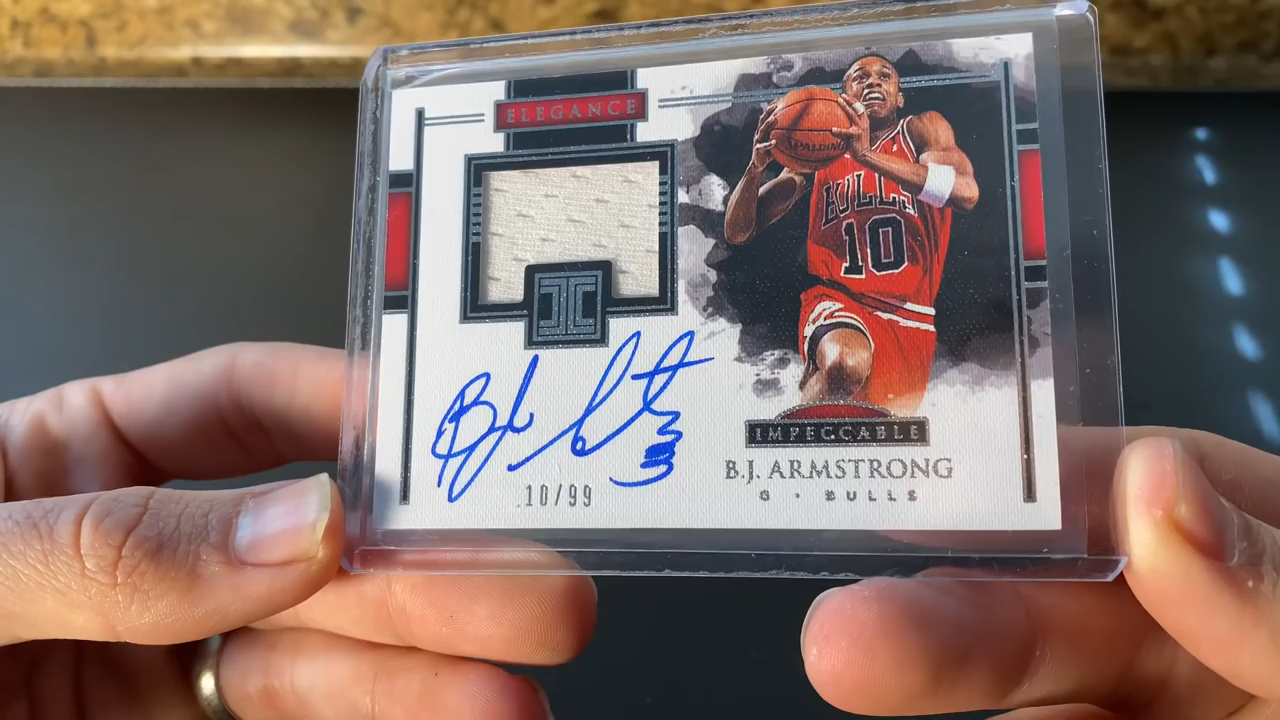 ELEGANCE
SPALDING
BULLS
10
10/99
IMPECCABLE
B.J. ARMSTRONG
G · BULLS